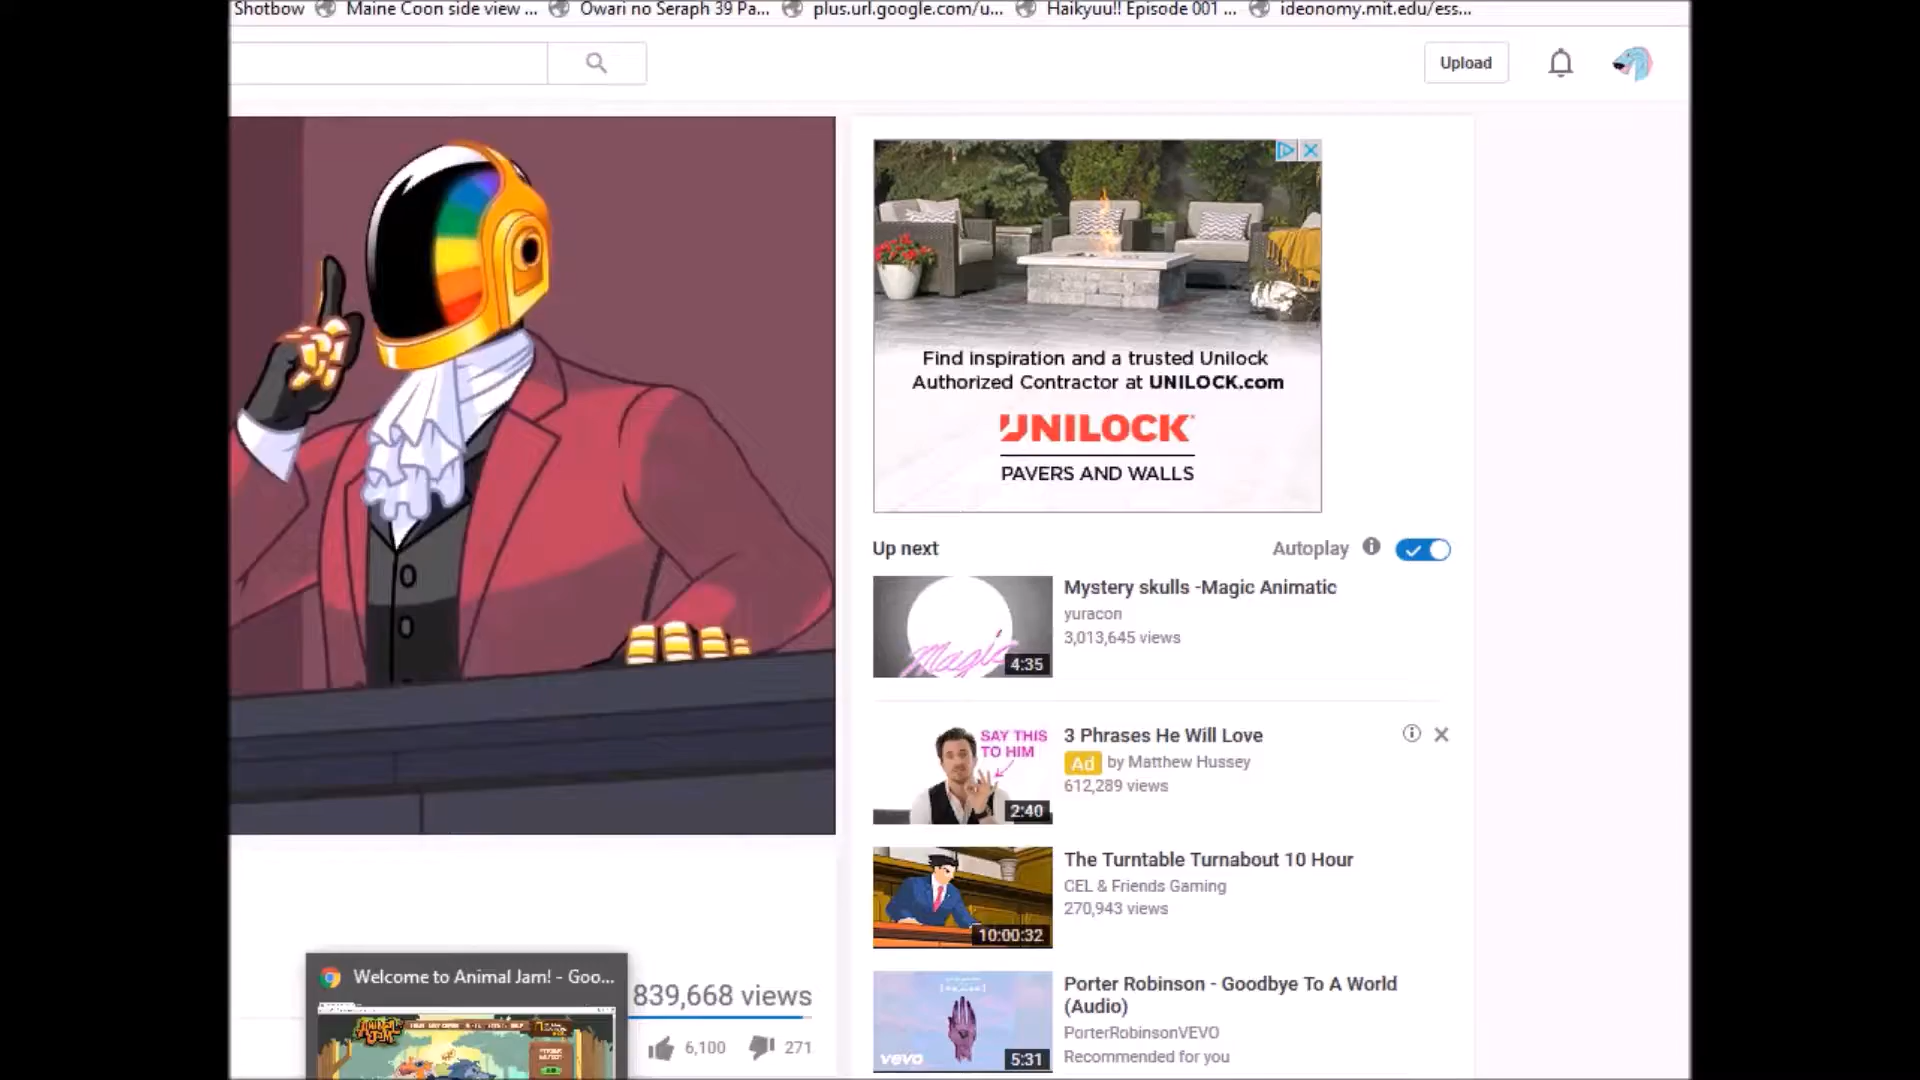 Shotbow Maine Coon side view ... Owari no Seraph 39 Pa... plus.url.google.com/u... Haikyuu!! Episode 001 ... ideonomy.mit.edu/ess...
Upload
Find inspiration and a trusted Unilock
Authorized Contractor at UNILOCK.com
UNILOCK
PAVERS AND WALLS
Up next
Autoplay
Magic
4:35
Mystery skulls -Magic Animatic
yuracon
3,013,645 views
SAY THIS
TO HIM
2:40
3 Phrases He Will Love
Ad by Matthew Hussey
612,289 views
10:00:32
The Turntable Turnabout 10 Hour
CEL & Friends Gaming
270,943 views
vevo
5:31
Porter Robinson - Goodbye To A World
(Audio)
PorterRobinsonVEVO
Recommended for you
Welcome to Animal Jam! - Goo...
ANIMAL
JAM
839,668 views
6,100 271